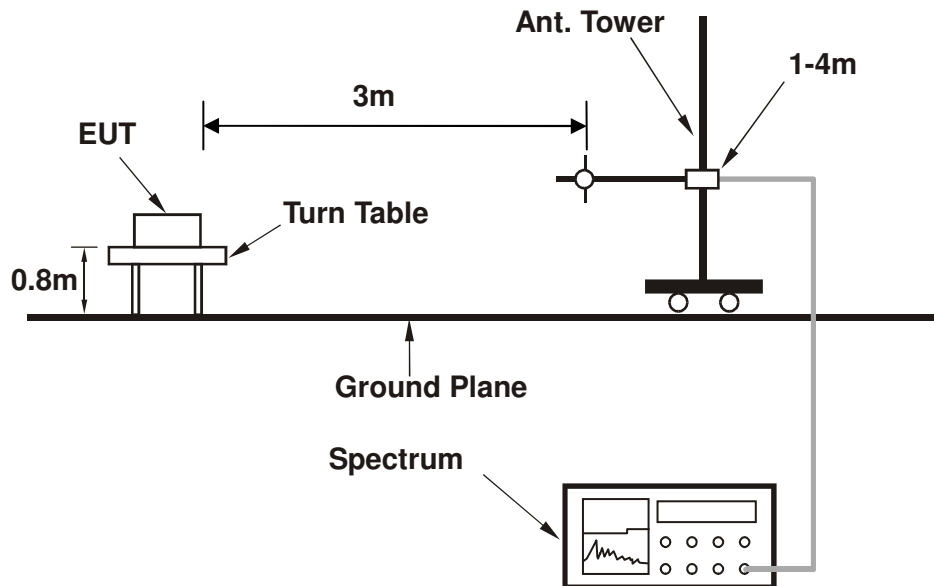 Ant. Tower
1-4m
3m
EUT
Turn Table
0.8m
Ground Plane
Spectrum